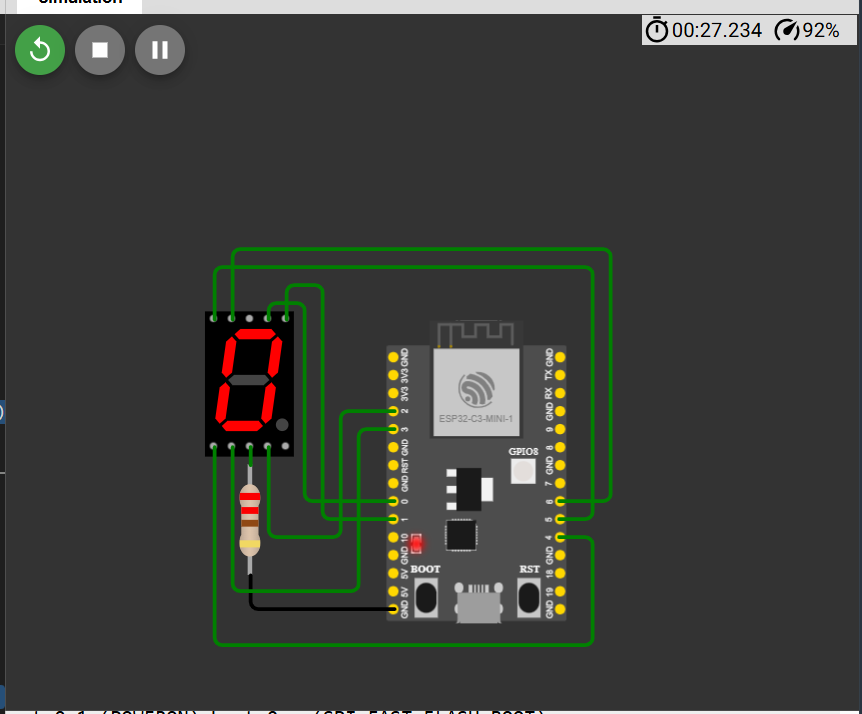 Simulation
00:27.234 92%
ESP32-C3-MINI-1
GND
3V3
3V3
2
3
GND
RST
GND
0
1
10
GND
5V
5V
GND
GND
TX
RX
GND
9
8
GND
7
6
5
4
18
19
GND
GPIO8
BOOT
RST